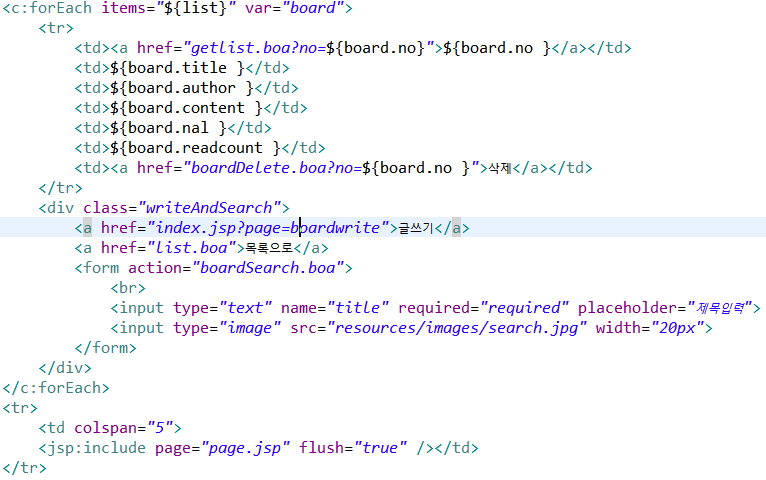 <c:forEach items="${list}" var="board">
<tr>
<td><a href="getlist.boa?no=${board.no}">${board.no }</a></td>
<td>${board.title }</td>
<td>${board.author }</td>
<td>${board.content }</td>
<td>${board.nal }</td>
<td>${board.readcount }</td>
<td><a href="boardDelete.boa?no=${board.no }">삭제</a></td>
</tr>
<div class="writeAndSearch">
<a href="index.jsp?page=boardwrite">글쓰기</a>
<a href="list.boa">목록으로</a>
<form action="boardSearch.boa">
<br>
<input type="text" name="title" required="required" placeholder="제목입력">
<input type="image" src="resources/images/search.jpg" width="20px">
</form>
</div>
</c:forEach>
<tr>
<td colspan="5">
<jsp:include page="page.jsp" flush="true" /></td>
</tr>